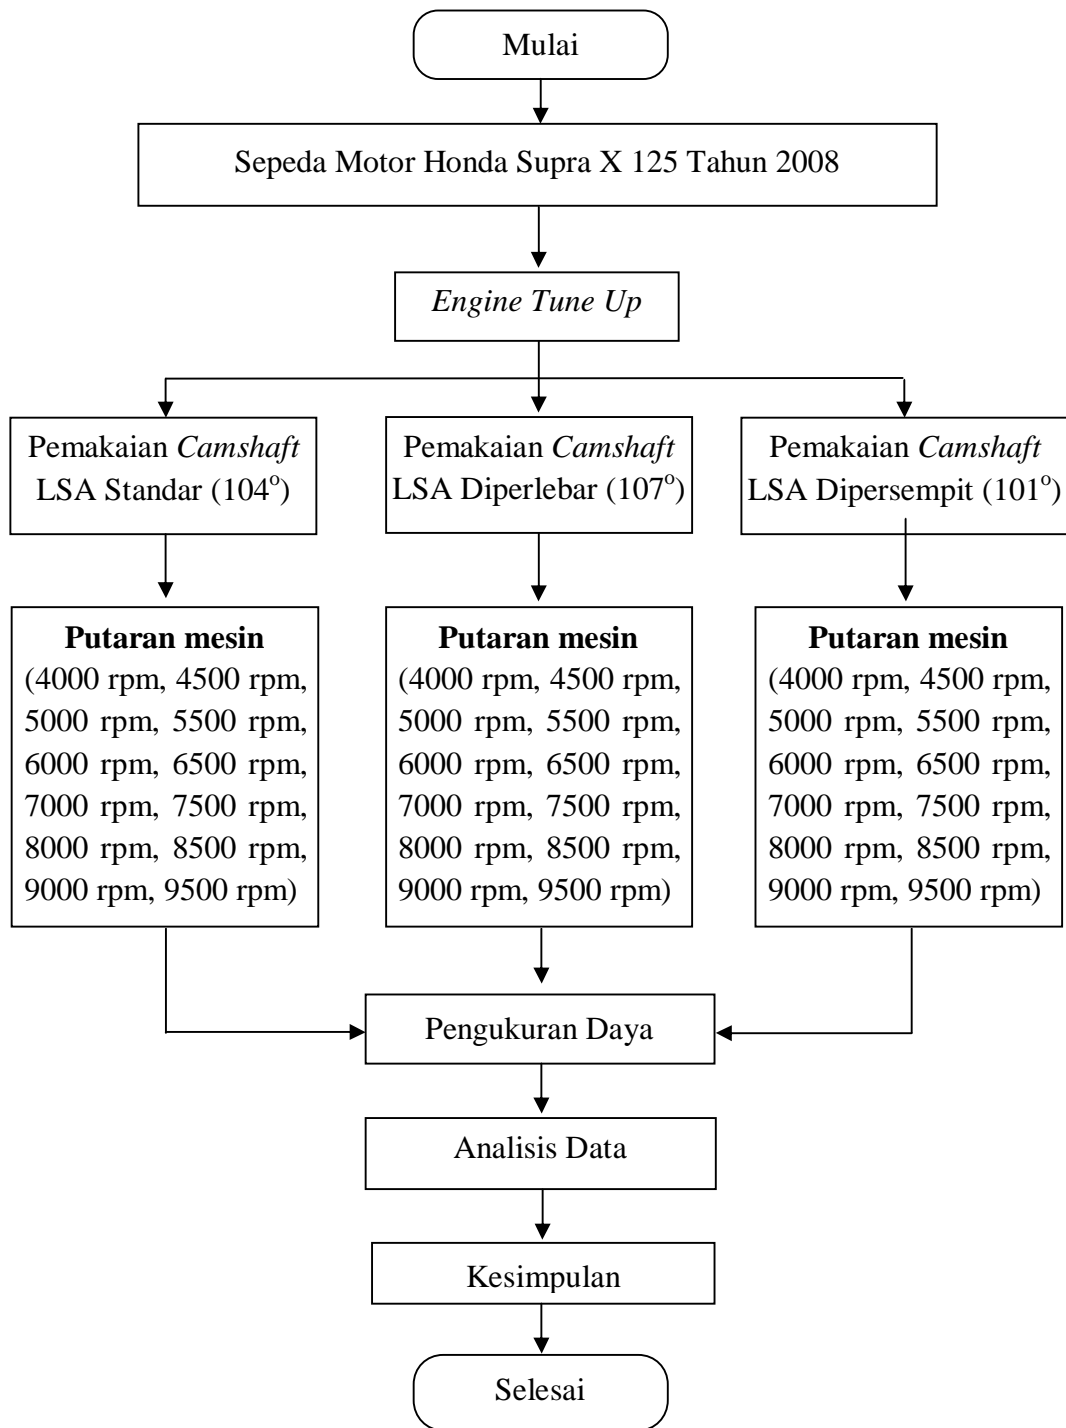 Mulai
Sepeda Motor Honda Supra X 125 Tahun 2008
Engine Tune Up
Pemakaian Camshaft
LSA Standar (104°)
Pemakaian Camshaft
LSA Diperlebar (107°)
Pemakaian Camshaft
LSA Dipersempit (101°)
Putaran mesin
(4000 rpm, 4500 rpm,
5000 rpm, 5500 rpm,
6000 rpm, 6500 rpm,
7000 rpm, 7500 rpm,
8000 rpm, 8500 rpm,
9000 rpm, 9500 rpm)
Putaran mesin
(4000 rpm, 4500 rpm,
5000 rpm, 5500 rpm,
6000 rpm, 6500 rpm,
7000 rpm, 7500 rpm,
8000 rpm, 8500 rpm,
9000 rpm, 9500 rpm)
Putaran mesin
(4000 rpm, 4500 rpm,
5000 rpm, 5500 rpm,
6000 rpm, 6500 rpm,
7000 rpm, 7500 rpm,
8000 rpm, 8500 rpm,
9000 rpm, 9500 rpm)
Pengukuran Daya
Analisis Data
Kesimpulan
Selesai